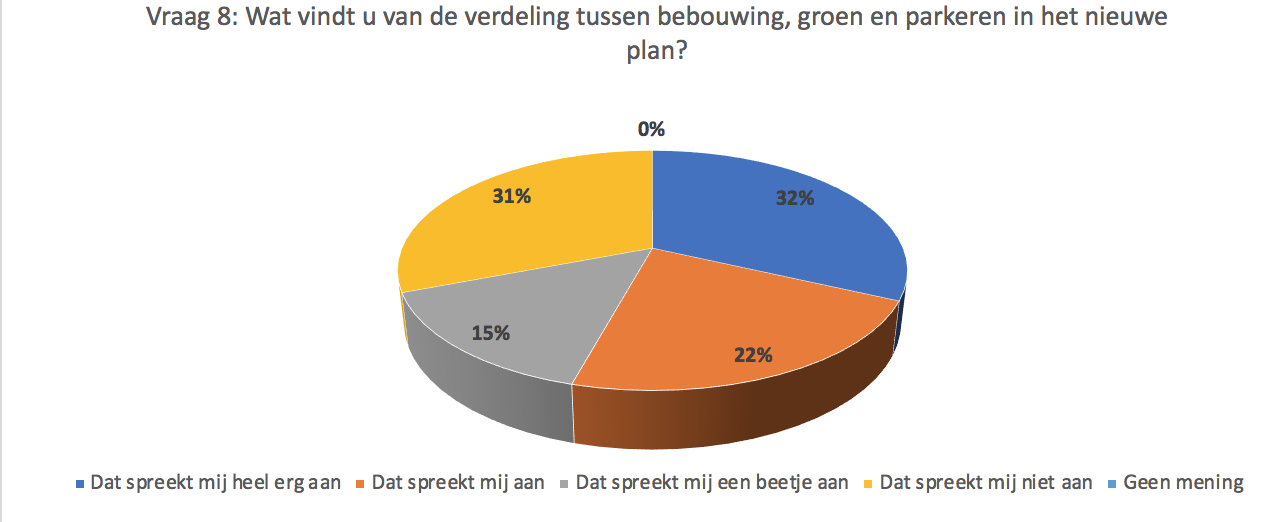 Vraag 8: Wat vindt u van de verdeling tussen bebouwing, groen en parkeren in het nieuwe
plan?
0%
31%
32%
15%
22%
Dat spreekt mij heel erg aan Dat spreekt mij aan Dat spreekt mij een beetje aan Dat spreekt mij niet aan Geen mening